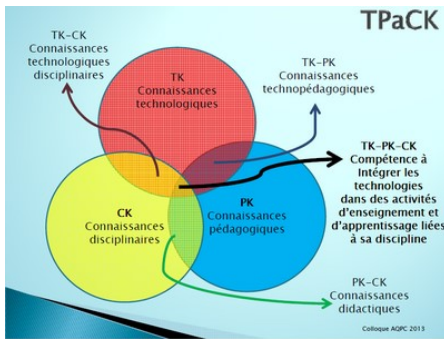 TPaCK
TK-CK
Connaissances
technologiques
disciplinaires
TK
Connaissances
technologiques
TK-PK
Connaissances
technopédagogiques
TK-PK-CK
Compétence à
Intégrer les
technologies
dans des activités
d'enseignement et
d'apprentissage liées
à sa discipline
CK
Connaissances
disciplinaires
PK
Connaissances
pédagogiques
PK-CK
Connaissances
didactiques
Colloque AQPC 2013